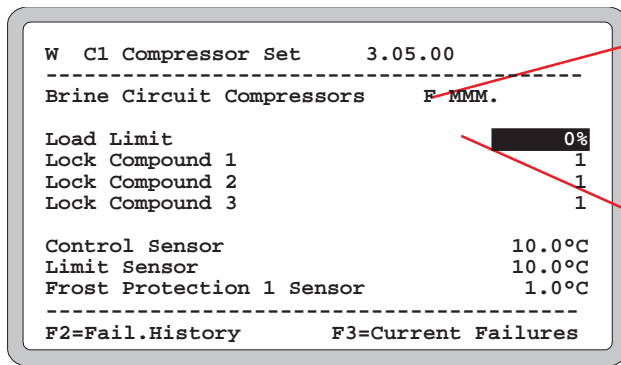 W C1 Compressor Set 3.05.00
------------------------------------------
Brine Circuit Compressors F MMM.
Load Limit 0%
Lock Compound 1 1
Lock Compound 2 1
Lock Compound 3 1
Control Sensor 10.0°C
Limit Sensor 10.0°C
Frost Protection 1 Sensor 1.0°C
------------------------------------------
F2=Fail.History F3=Current Failures